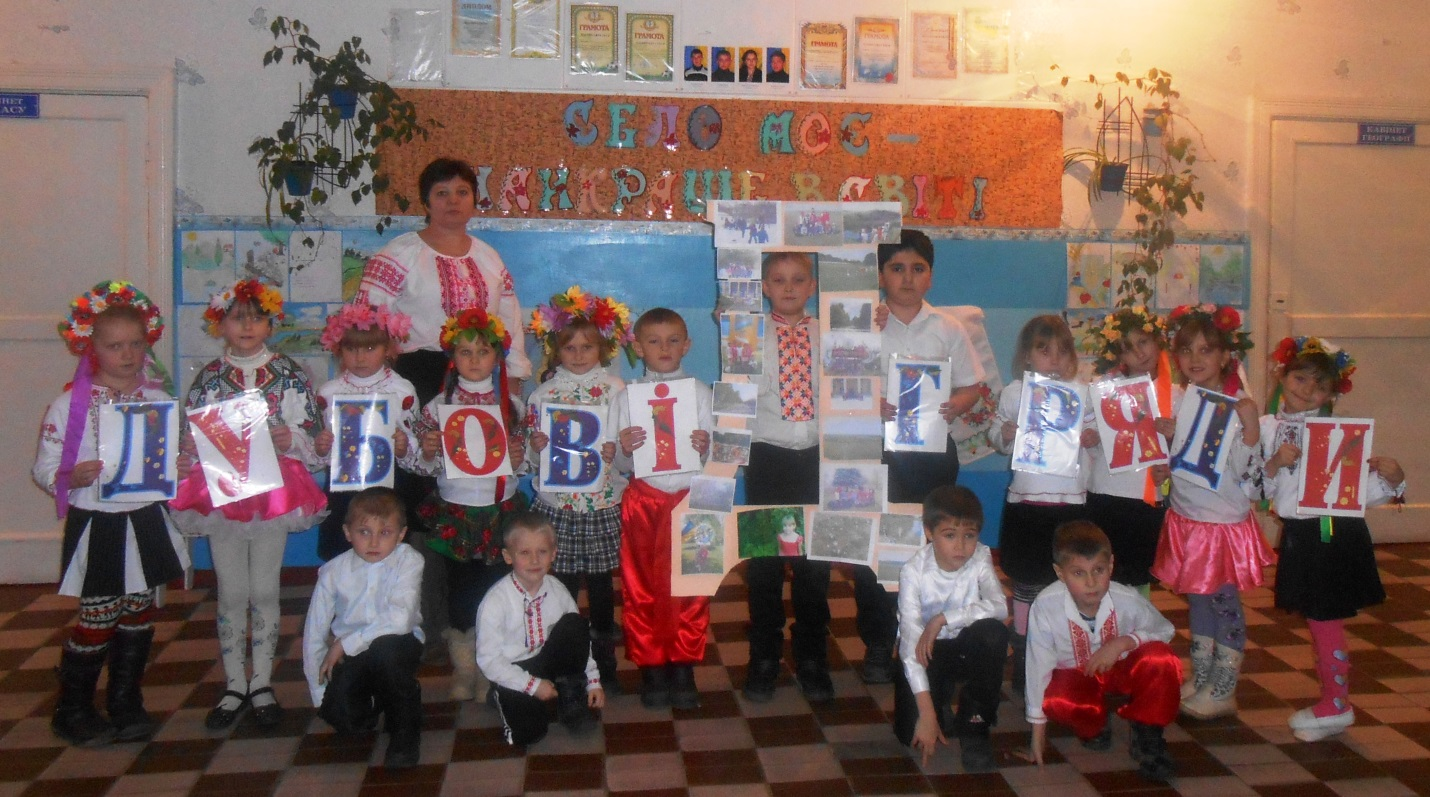 ГРАМОТА
ГРАМОТА
ГРАМОТА
СЕЛО МОЄ –
НАЙКРАЩЕ В СВІТІ
КАБІНЕТ
ГЕОГРАФІЇ
ДУБОВІ ГРЯДИ